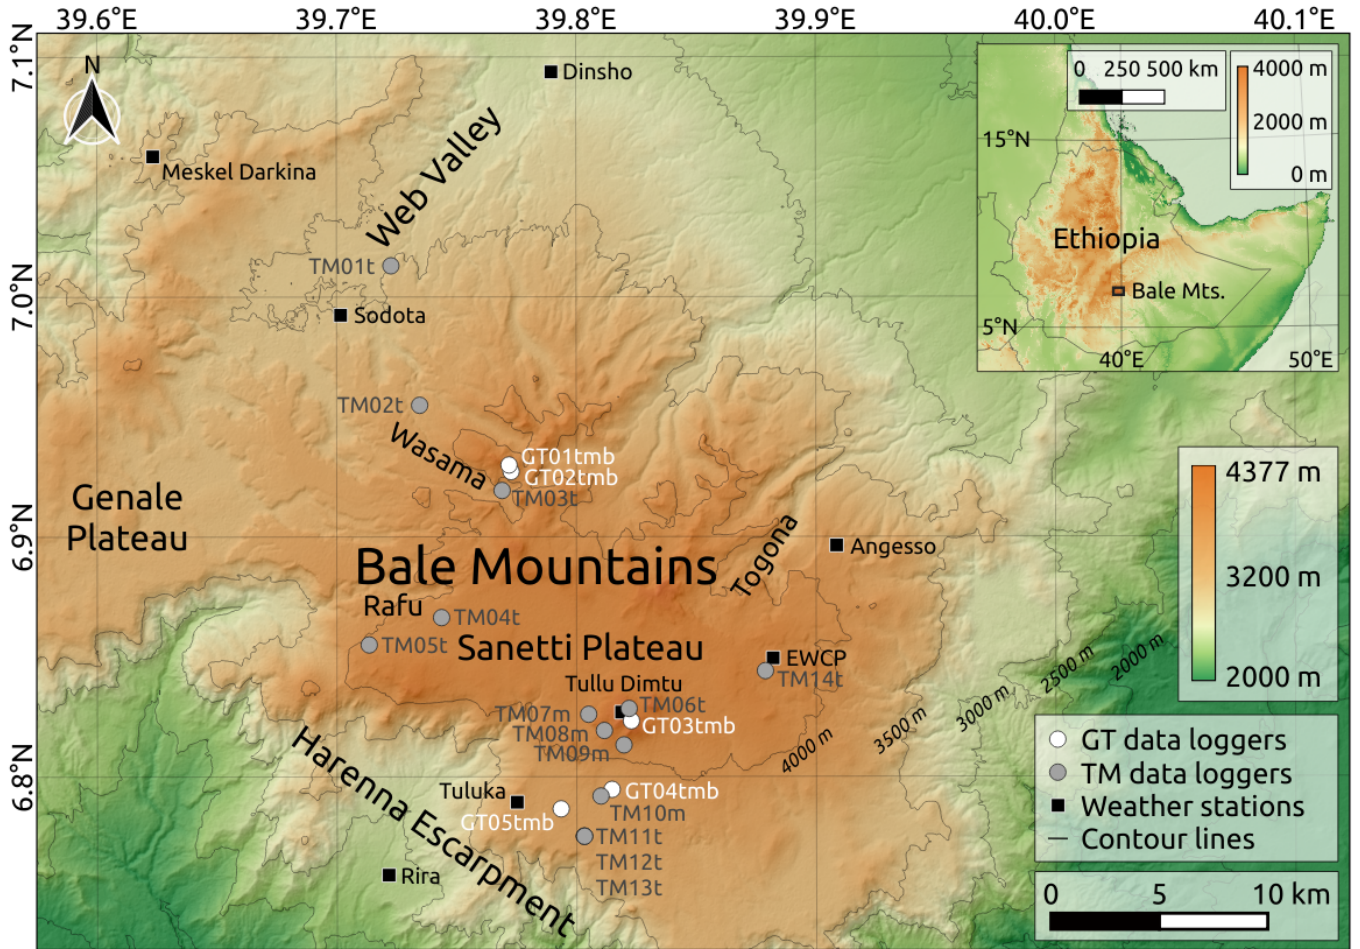 39.6°E
39.7°E
39.8°E
39.9°E
40.0°E
40.1°E
7.1°N
7.0°N
6.9°N
6.8°N
N
Dinsho
Meskel Darkina
Web Valley
TM01t
Sodota
TM02t
Wasama
GT01tmb
GT02tmb
TM03t
Genale
Plateau
Bale Mountains
Togona
Angesso
Rafu
TM04t
TM05t
Sanetti Plateau
EWCP
TM14t
Tullu Dimtu
TM06t
TM07m
GT03tmb
TM08m
TM09m
Harenna Escarpment
Tuluka
GT04tmb
TM10m
GT05tmb
TM11t
TM12t
TM13t
Rira
4000 m
3500 m
3000 m
2500 m
2000 m
0 250 500 km
4000 m
2000 m
0 m
15°N
Ethiopia
Bale Mts.
5°N
40°E
50°E
4377 m
3200 m
2000 m
GT data loggers
TM data loggers
Weather stations
Contour lines
0 5 10 km